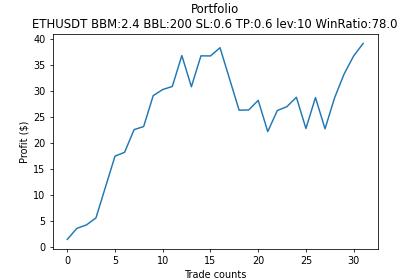 Portfolio
ETHUSDT BBM:2.4 BBL:200 SL:0.6 TP:0.6 lev:10 WinRatio:78.0
40
35
30
25
20
15
10
5
0
Profit ($)
0 5 10 15 20 25 30
Trade counts